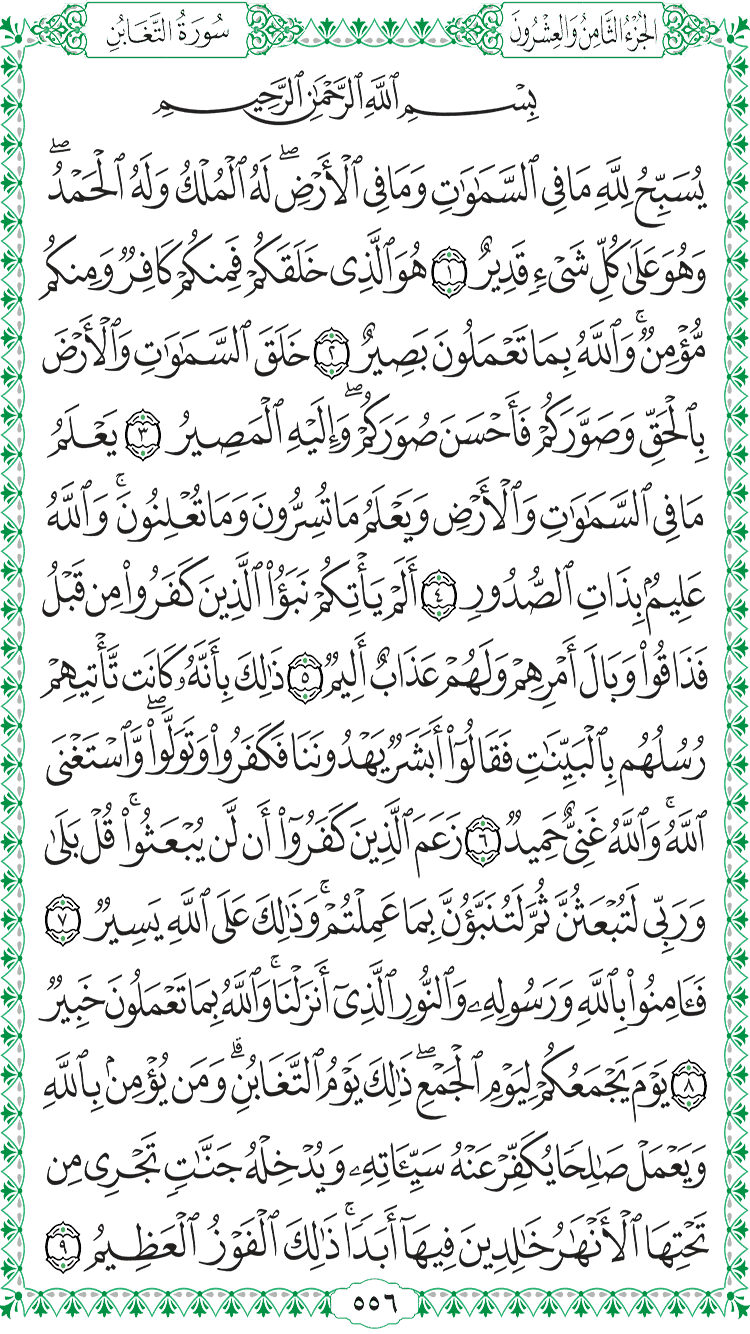 الجُزْءُ الثَّامِنُ وَالعِشْرُونَ
سُورَةُ التَّغَابُنِ
بِسْمِ ٱللَّهِ ٱلرَّحْمَٰنِ ٱلرَّحِيمِ
يُسَبِّحُ لِلَّهِ مَا فِى ٱلسَّمَٰوَٰتِ وَمَا فِى ٱلْأَرْضِۖ لَهُ ٱلْمُلْكُ وَلَهُ ٱلْحَمْدُۖ
وَهُوَ عَلَىٰ كُلِّ شَىْءٍ قَدِيرٌ ١ هُوَ ٱلَّذِى خَلَقَكُمْ فَمِنكُمْ كَافِرٌ وَمِنكُم
مُّؤْمِنٌۚ وَٱللَّهُ بِمَا تَعْمَلُونَ بَصِيرٌ ٢ خَلَقَ ٱلسَّمَٰوَٰتِ وَٱلْأَرْضَ
بِٱلْحَقِّ وَصَوَّرَكُمْ فَأَحْسَنَ صُوَرَكُمْۖ وَإِلَيْهِ ٱلْمَصِيرُ ٣ يَعْلَمُ
مَا فِى ٱلسَّمَٰوَٰتِ وَٱلْأَرْضِ وَيَعْلَمُ مَا تُسِرُّونَ وَمَا تُعْلِنُونَۚ وَٱللَّهُ
عَلِيمٌۢ بِذَاتِ ٱلصُّدُورِ ٤ أَلَمْ يَأْتِكُمْ نَبَؤُا۟ ٱلَّذِينَ كَفَرُوا۟ مِن قَبْلُ
فَذَاقُوا۟ وَبَالَ أَمْرِهِمْ وَلَهُمْ عَذَابٌ أَلِيمٌ ٥ ذَٰلِكَ بِأَنَّهُۥ كَانَت تَّأْتِيهِمْ
رُسُلُهُم بِٱلْبَيِّنَٰتِ فَقَالُوٓا۟ أَبَشَرٌ يَهْدُونَنَا فَكَفَرُوا۟ وَتَوَلَّوا۟ۖ وَّٱسْتَغْنَى
ٱللَّهُۚ وَٱللَّهُ غَنِىٌّ حَمِيدٌ ٦ زَعَمَ ٱلَّذِينَ كَفَرُوٓا۟ أَن لَّن يُبْعَثُوا۟ۚ قُلْ بَلَىٰ
وَرَبِّى لَتُبْعَثُنَّ ثُمَّ لَتُنَبَّؤُنَّ بِمَا عَمِلْتُمْۚ وَذَٰلِكَ عَلَى ٱللَّهِ يَسِيرٌ ٧
فَـَٔامِنُوا۟ بِٱللَّهِ وَرَسُولِهِۦ وَٱلنُّورِ ٱلَّذِىٓ أَنزَلْنَاۚ وَٱللَّهُ بِمَا تَعْمَلُونَ خَبِيرٌ
٨ يَوْمَ يَجْمَعُكُمْ لِيَوْمِ ٱلْجَمْعِۖ ذَٰلِكَ يَوْمُ ٱلتَّغَابُنِۗ وَمَن يُؤْمِنۢ بِٱللَّهِ
وَيَعْمَلْ صَٰلِحًا يُكَفِّرْ عَنْهُ سَيِّـَٔاتِهِۦ وَيُدْخِلْهُ جَنَّٰتٍ تَجْرِى مِن
تَحْتِهَا ٱلْأَنْهَٰرُ خَٰلِدِينَ فِيهَآ أَبَدًاۚ ذَٰلِكَ ٱلْفَوْزُ ٱلْعَظِيمُ ٩
٥٥٦